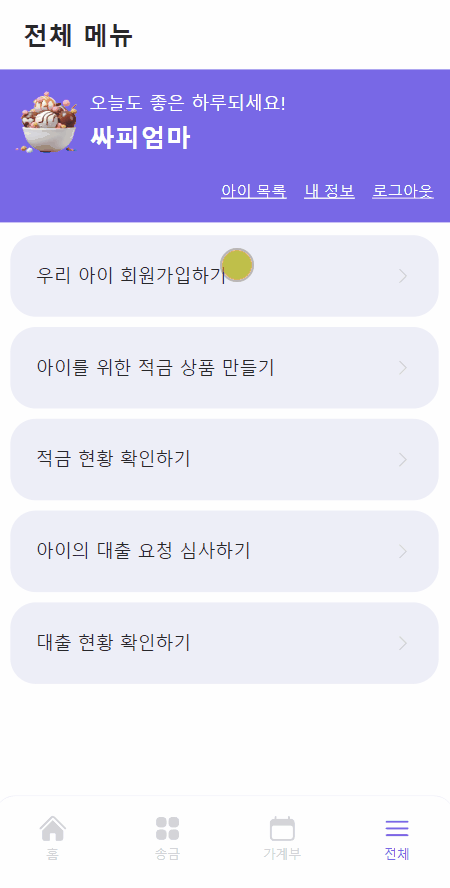 전체 메뉴
오늘도 좋은 하루되세요!
싸피엄마
아이 목록 내 정보 로그아웃
우리 아이 회원가입하기
아이를 위한 적금 상품 만들기
적금 현황 확인하기
아이의 대출 요청 심사하기
대출 현황 확인하기
홈 송금 가계부 전체